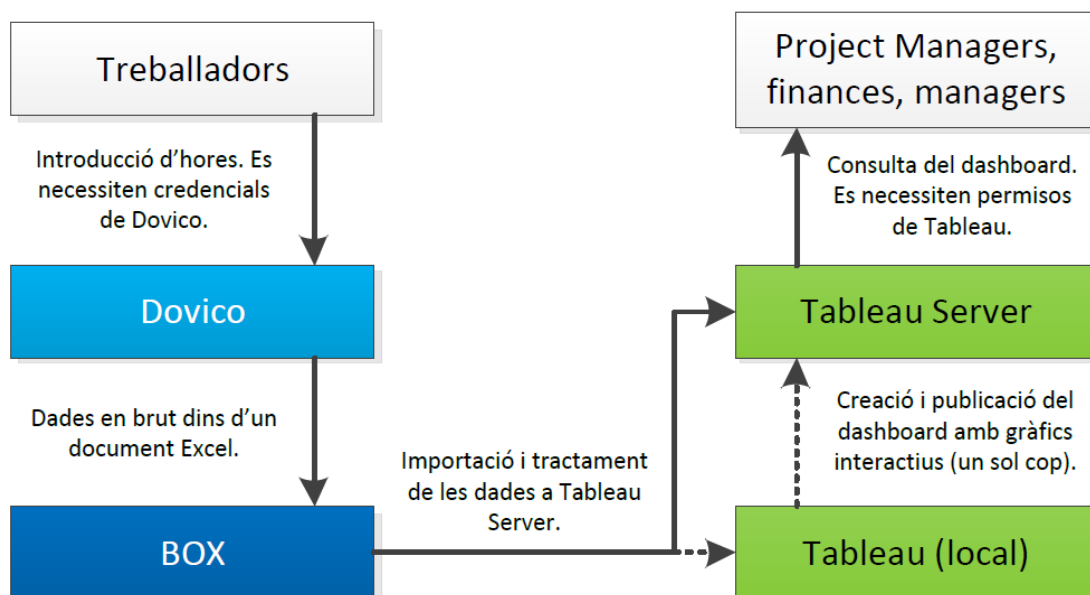 Treballadors
Introducció d’hores. Es
necessiten credencials
de Dovico.
Dovico
Dades en brut dins d’un
document Excel.
BOX
Importació i tractament
de les dades a Tableau
Server.
Project Managers,
finances, managers
Consulta del dashboard.
Es necessiten permisos
de Tableau.
Tableau Server
Creació i publicació del
dashboard amb gràfics
interactius (un sol cop).
Tableau (local)